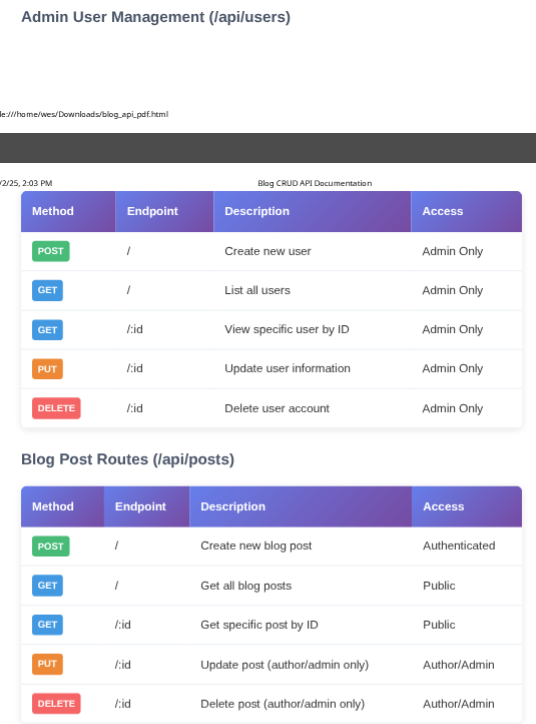 Admin User Management (/api/users)
le:///home/wes/Downloads/blog_api_pdf.html
/2/25, 2:03 PM Blog CRUD API Documentation
Method Endpoint Description Access
POST / Create new user Admin Only
GET / List all users Admin Only
GET /:id View specific user by ID Admin Only
PUT /:id Update user information Admin Only
DELETE /:id Delete user account Admin Only
Blog Post Routes (/api/posts)
Method Endpoint Description Access
POST / Create new blog post Authenticated
GET / Get all blog posts Public
GET /:id Get specific post by ID Public
PUT /:id Update post (author/admin only) Author/Admin
DELETE /:id Delete post (author/admin only) Author/Admin